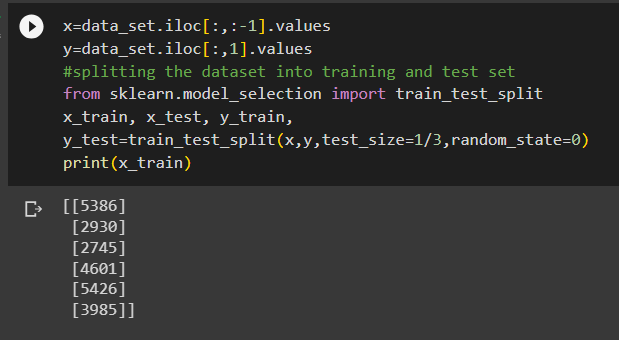 x=data_set.iloc[:,:-1].values
y=data_set.iloc[:,1].values
#splitting the dataset into training and test set
from sklearn.model_selection import train_test_split
x_train, x_test, y_train,
y_test=train_test_split(x,y,test_size=1/3,random_state=0)
print(x_train)
[[5386]
[2930]
[2745]
[4601]
[5426]
[3985]]